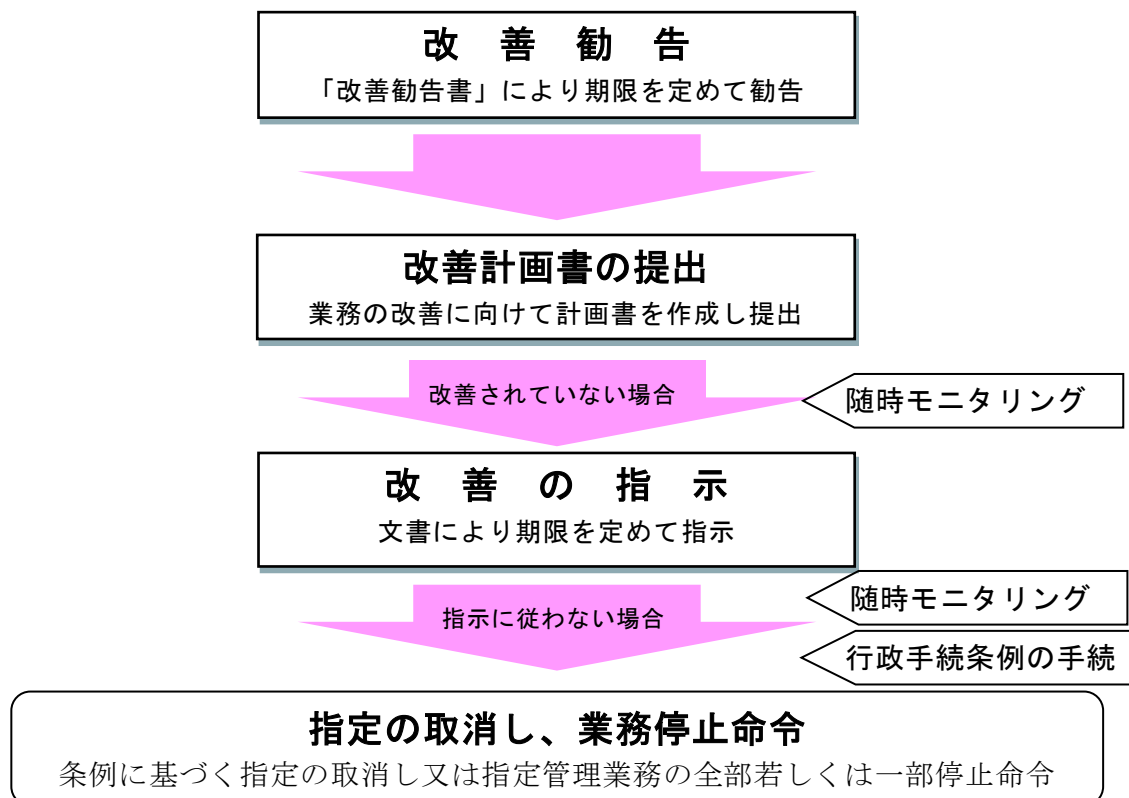 改善勧告
「改善勧告書」により期限を定めて勧告
改善計画書の提出
業務の改善に向けて計画書を作成し提出
改善されていない場合
随時モニタリング
改善の指示
文書により期限を定めて指示
随時モニタリング
指示に従わない場合
行政手続条例の手続
指定の取消し、業務停止命令
条例に基づく指定の取消し又は指定管理業務の全部若しくは一部停止命令